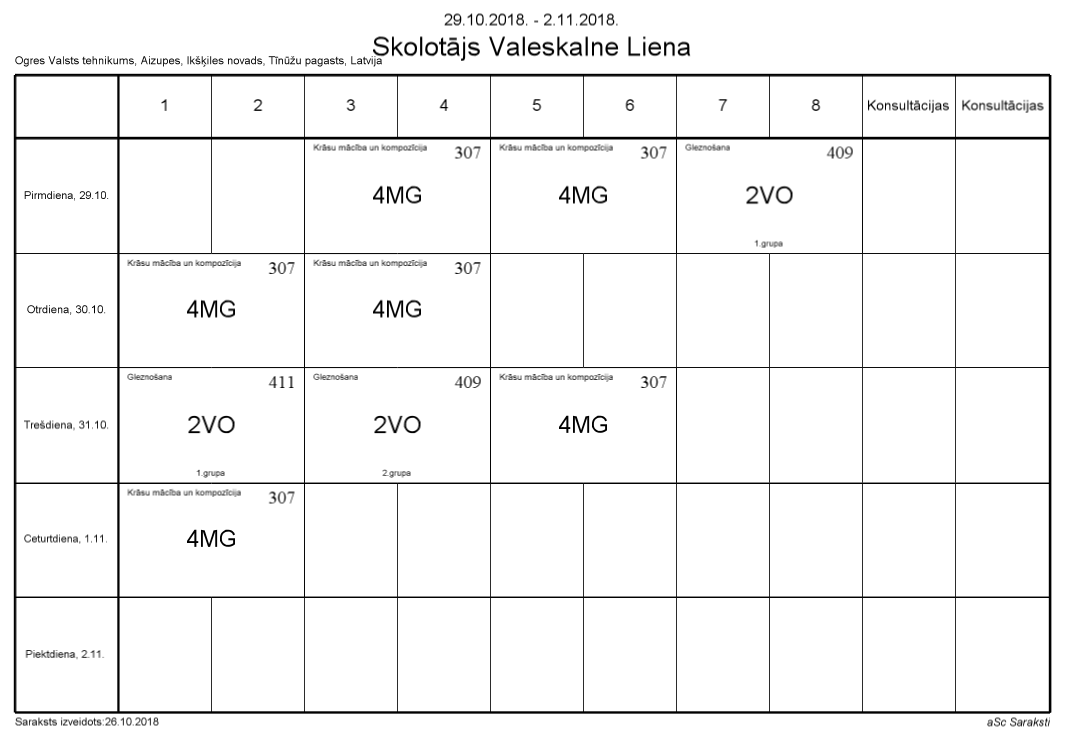 29.10.2018. - 2.11.2018.
Skolotājs Valeskalne Liena
Ogres Valsts tehnikums, Aizupes, Ikšķiles novads, Tīnūžu pagasts, Latvija
1 2 3 4 5 6 7 8 Konsultācijas Konsultācijas
Pirmdiena, 29.10.
Krāsu mācība un kompozīcija 307
4MG
Krāsu mācība un kompozīcija 307
4MG
Gleznošana 409
2VO
1.grupa
Otrdiena, 30.10.
Krāsu mācība un kompozīcija 307
4MG
Krāsu mācība un kompozīcija 307
4MG
Trešdiena, 31.10.
Gleznošana 411
2VO
1.grupa
Gleznošana 409
2VO
2.grupa
Krāsu mācība un kompozīcija 307
4MG
Ceturtdiena, 1.11.
Krāsu mācība un kompozīcija 307
4MG
Piektdiena, 2.11.
Saraksts izveidots:26.10.2018
aSc Saraksti